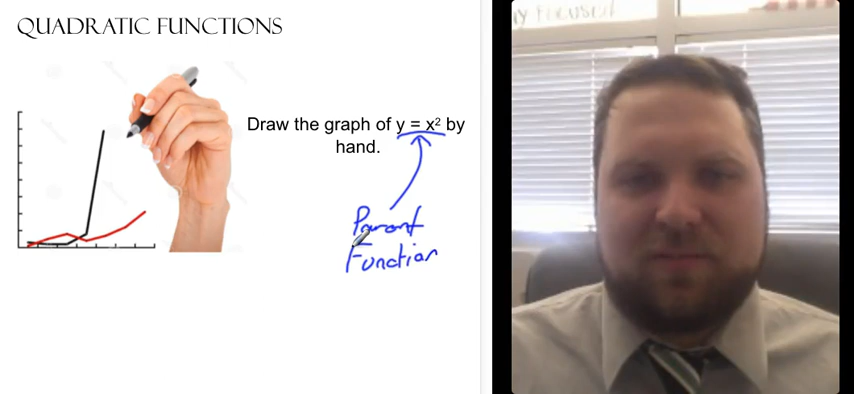 QUADRATIC FUNCTIONS
Draw the graph of y = x² by
hand.
Parent
Function